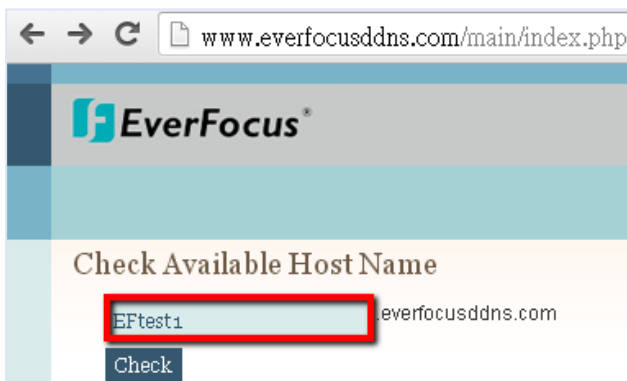 www.everfocusddns.com/main/index.php
EverFocus®
Check Available Host Name
EFtest1
.everfocusddns.com
Check